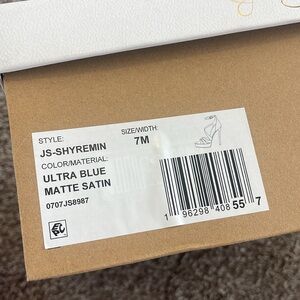 STYLE:
JS-SHYREMIN
SIZE/WIDTH:
7M
COLOR/MATERIAL:
ULTRA BLUE
MATTE SATIN
0707JS8987
1 96298 40855 7